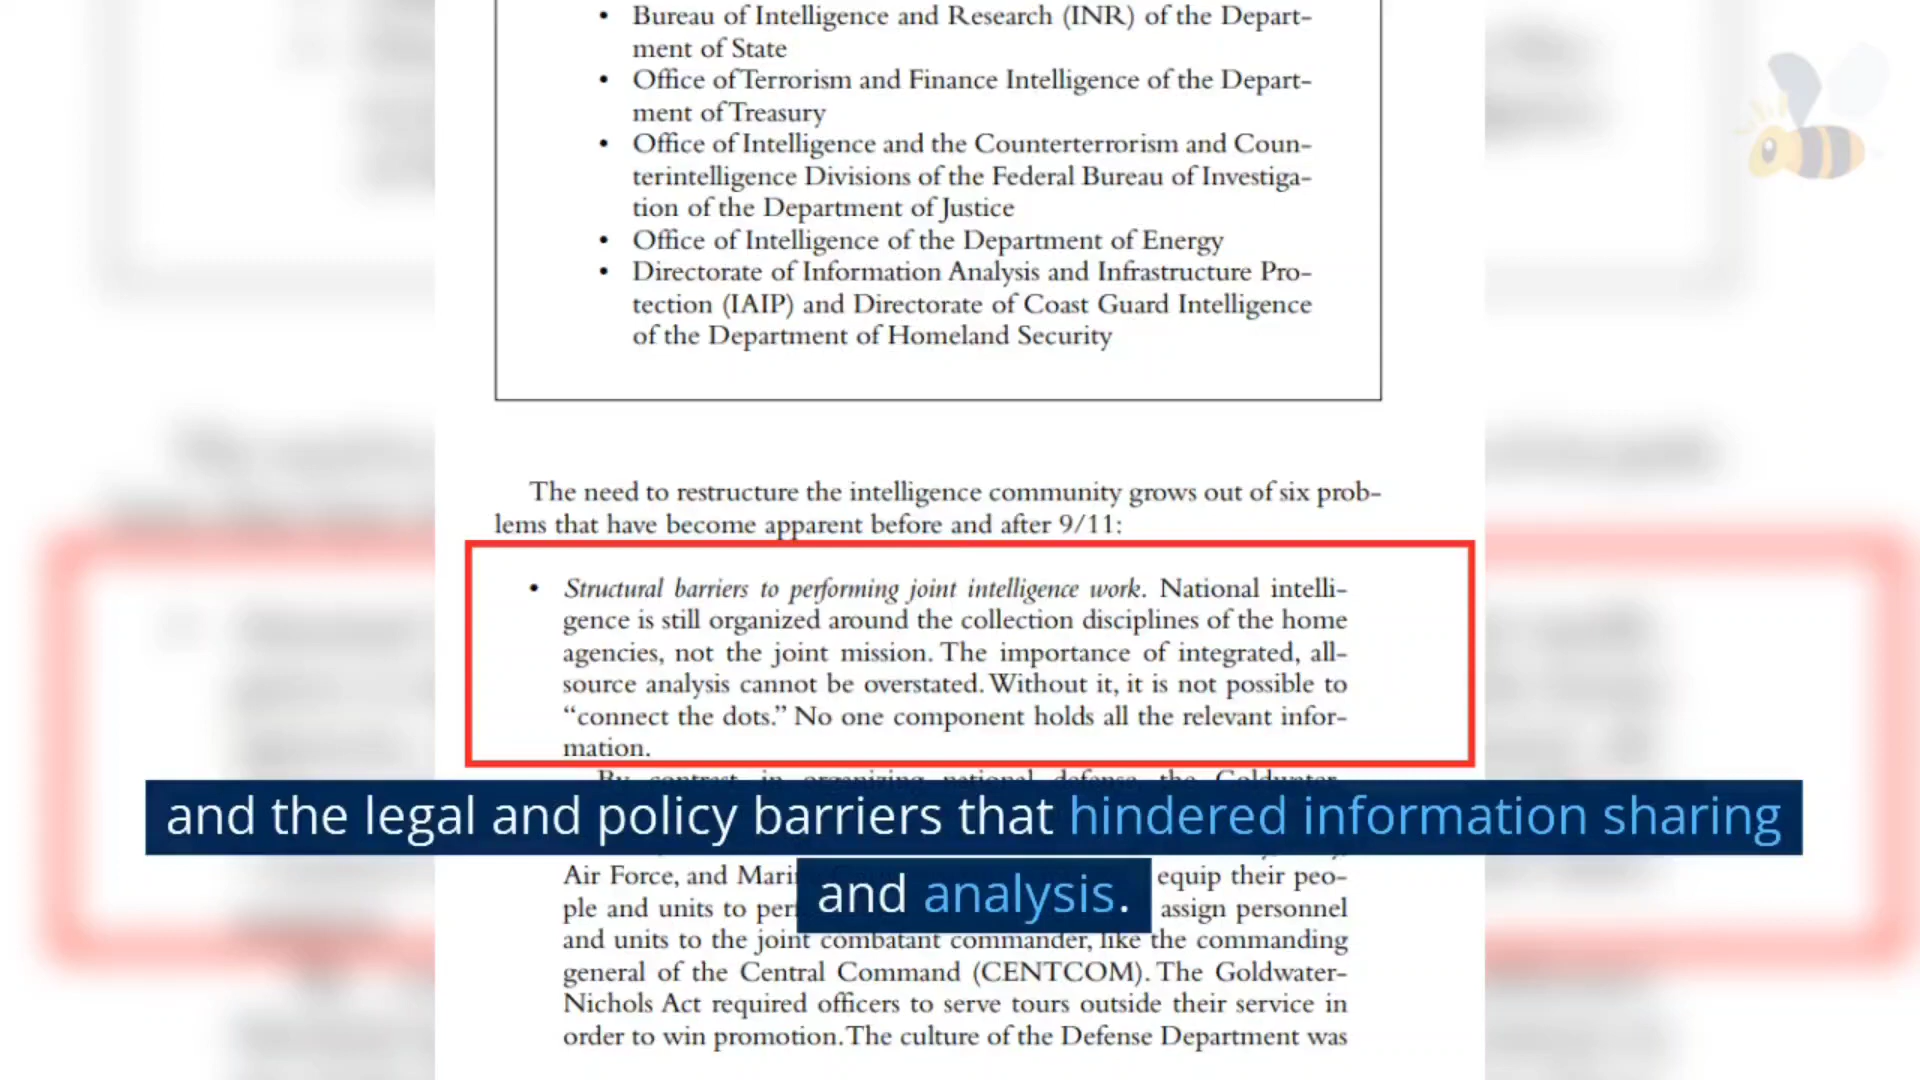 • Bureau of Intelligence and Research (INR) of the Depart-
ment of State
• Office of Terrorism and Finance Intelligence of the Depart-
ment of Treasury
• Office of Intelligence and the Counterterrorism and Coun-
terintelligence Divisions of the Federal Bureau of Investiga-
tion of the Department of Justice
• Office of Intelligence of the Department of Energy
• Directorate of Information Analysis and Infrastructure Pro-
tection (IAIP) and Directorate of Coast Guard Intelligence
of the Department of Homeland Security
The need to restructure the intelligence community grows out of six prob-
lems that have become apparent before and after 9/11:
• Structural barriers to performing joint intelligence work. National intelli-
gence is still organized around the collection disciplines of the home
agencies, not the joint mission. The importance of integrated, all-
source analysis cannot be overstated. Without it, it is not possible to
“connect the dots.” No one component holds all the relevant infor-
mation.
By contrast, in organizing national defense, the Goldwater-
and the legal and policy barriers that hindered information sharing
and analysis.
Air Force, and equip their peo-
ple and units to assign personnel
and units to the joint combatant commander, like the commanding
general of the Central Command (CENTCOM). The Goldwater-
Nichols Act required officers to serve tours outside their service in
order to win promotion. The culture of the Defense Department was